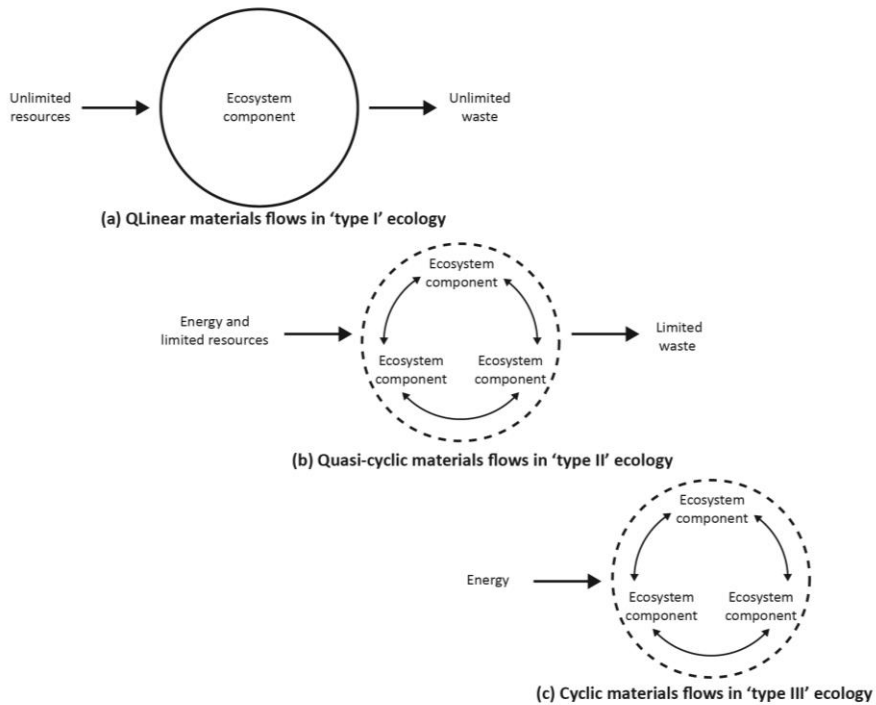 Unlimited
resources
Ecosystem
component
Unlimited
waste
(a) QLinear materials flows in ‘type I’ ecology
Energy and
limited resources
Ecosystem
component
Ecosystem
component
Ecosystem
component
Limited
waste
(b) Quasi-cyclic materials flows in ‘type II’ ecology
Energy
Ecosystem
component
Ecosystem
component
Ecosystem
component
(c) Cyclic materials flows in ‘type III’ ecology